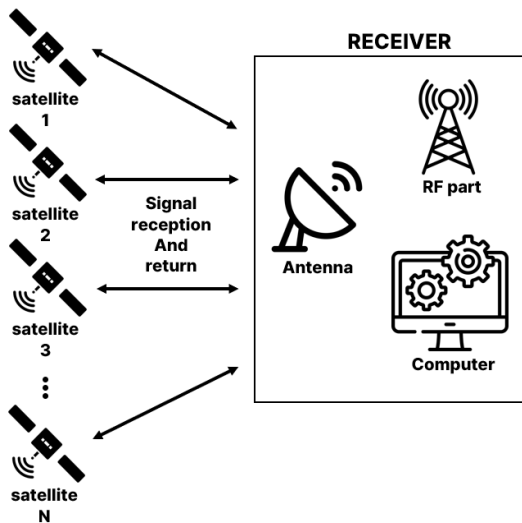 RECEIVER
satellite
1
RF part
satellite
2
Signal
reception
And
return
Antenna
satellite
3
Computer
satellite
N